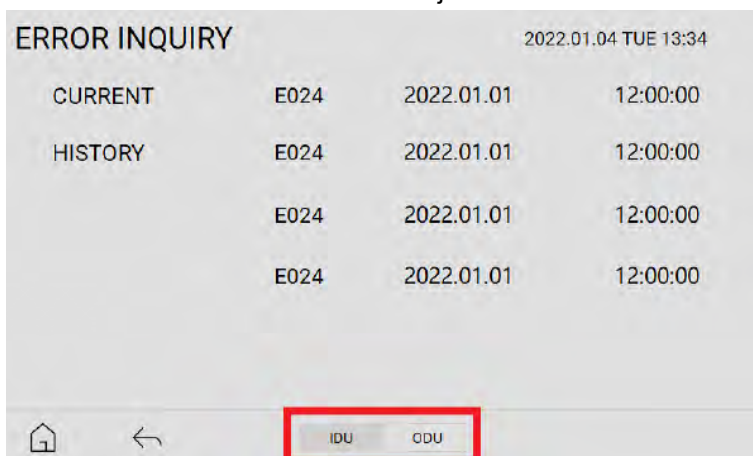 ERROR INQUIRY 2022.01.04 TUE 13:34
CURRENT E024 2022.01.01 12:00:00
HISTORY E024 2022.01.01 12:00:00
E024 2022.01.01 12:00:00
E024 2022.01.01 12:00:00
IDU ODU